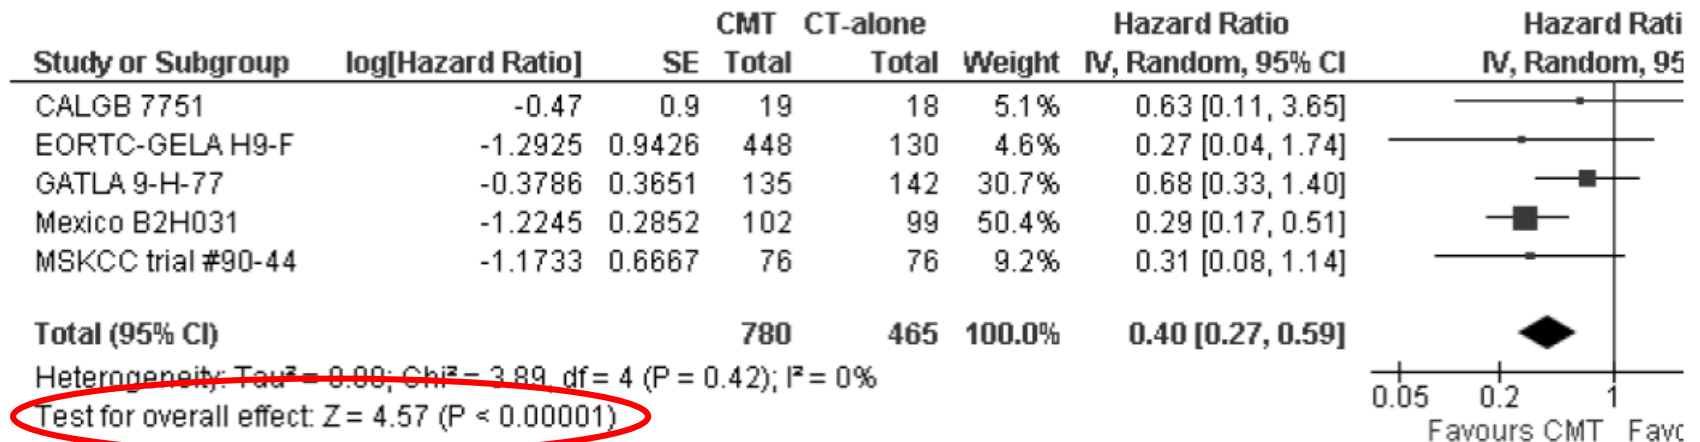 CMT CT-alone Hazard Ratio Hazard Rati
Study or Subgroup log[Hazard Ratio] SE Total Total Weight IV, Random, 95% CI IV, Random, 95
CALGB 7751 -0.47 0.9 19 18 5.1% 0.63 [0.11, 3.65]
EORTC-GELA H9-F -1.2925 0.9426 448 130 4.6% 0.27 [0.04, 1.74]
GATLA 9-H-77 -0.3786 0.3651 135 142 30.7% 0.68 [0.33, 1.40]
Mexico B2H031 -1.2245 0.2852 102 99 50.4% 0.29 [0.17, 0.51]
MSKCC trial #90-44 -1.1733 0.6667 76 76 9.2% 0.31 [0.08, 1.14]
Total (95% CI) 780 465 100.0% 0.40 [0.27, 0.59]
Heterogeneity: Tau² = 0.00; Chi² = 3.89, df = 4 (P = 0.42); I² = 0%
Test for overall effect: Z = 4.57 (P < 0.00001)
0.05 0.2 1
Favours CMT Favo